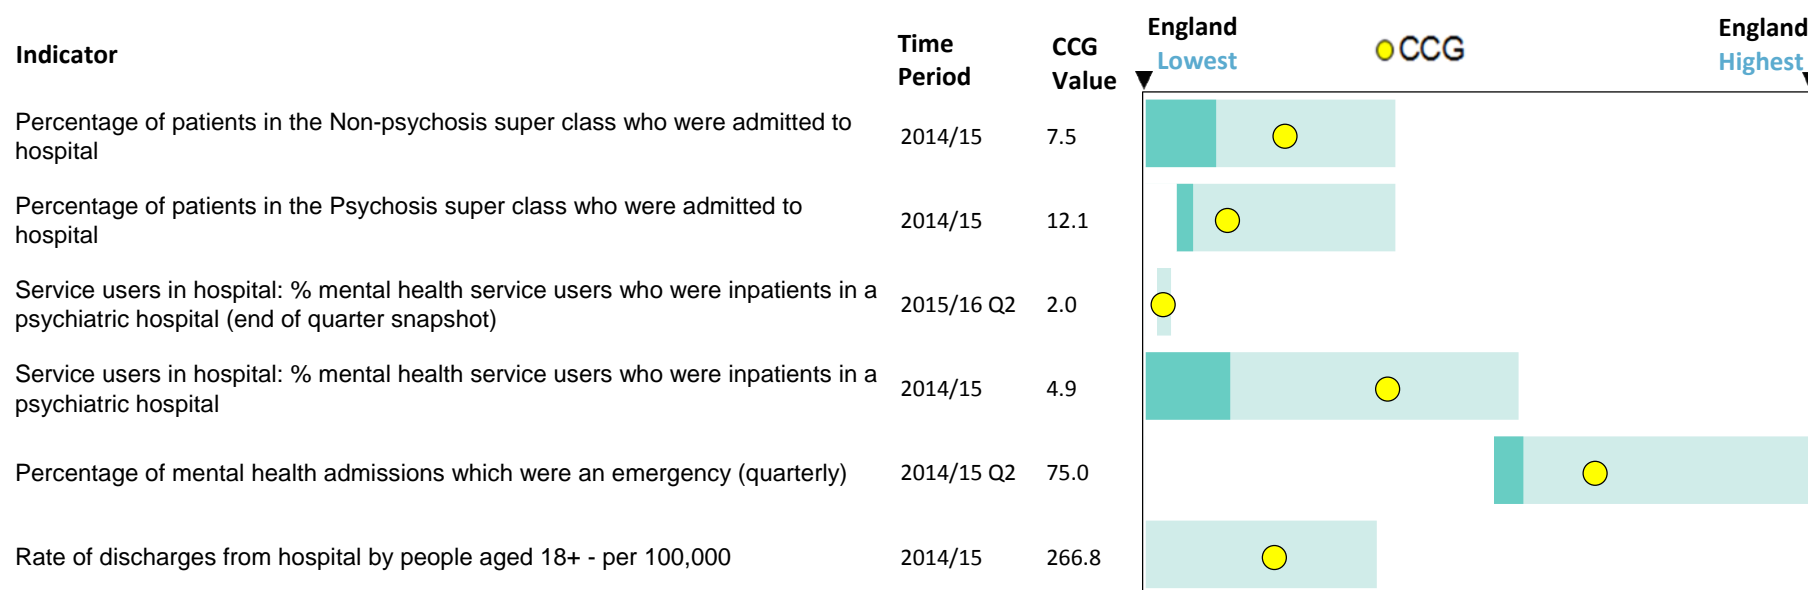 Indicator
Time Period
CCG Value
England Lowest
CCG
England Highest
Percentage of patients in the Non-psychosis super class who were admitted to
hospital
2014/15
7.5
Percentage of patients in the Psychosis super class who were admitted to
hospital
2014/15
12.1
Service users in hospital: % mental health service users who were inpatients in a
psychiatric hospital (end of quarter snapshot)
2015/16 Q2
2.0
Service users in hospital: % mental health service users who were inpatients in a
psychiatric hospital
2014/15
4.9
Percentage of mental health admissions which were an emergency (quarterly)
2014/15 Q2
75.0
Rate of discharges from hospital by people aged 18+ - per 100,000
2014/15
266.8